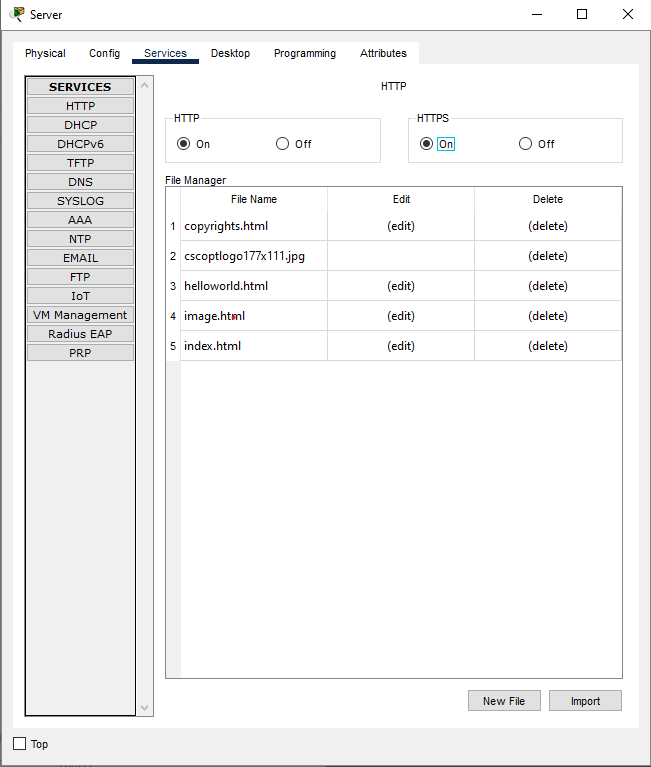 Server
Physical Config Services Desktop Programming Attributes
SERVICES
HTTP
DHCP
DHCPv6
TFTP
DNS
SYSLOG
AAA
NTP
EMAIL
FTP
IoT
VM Management
Radius EAP
PRP
HTTP
HTTP
On Off
HTTPS
On Off
File Manager
File Name Edit Delete
1 copyrights.html (edit) (delete)
2 cscoptlogo177x111.jpg (delete)
3 helloworld.html (edit) (delete)
4 image.html (edit) (delete)
5 index.html (edit) (delete)
New File Import
Top